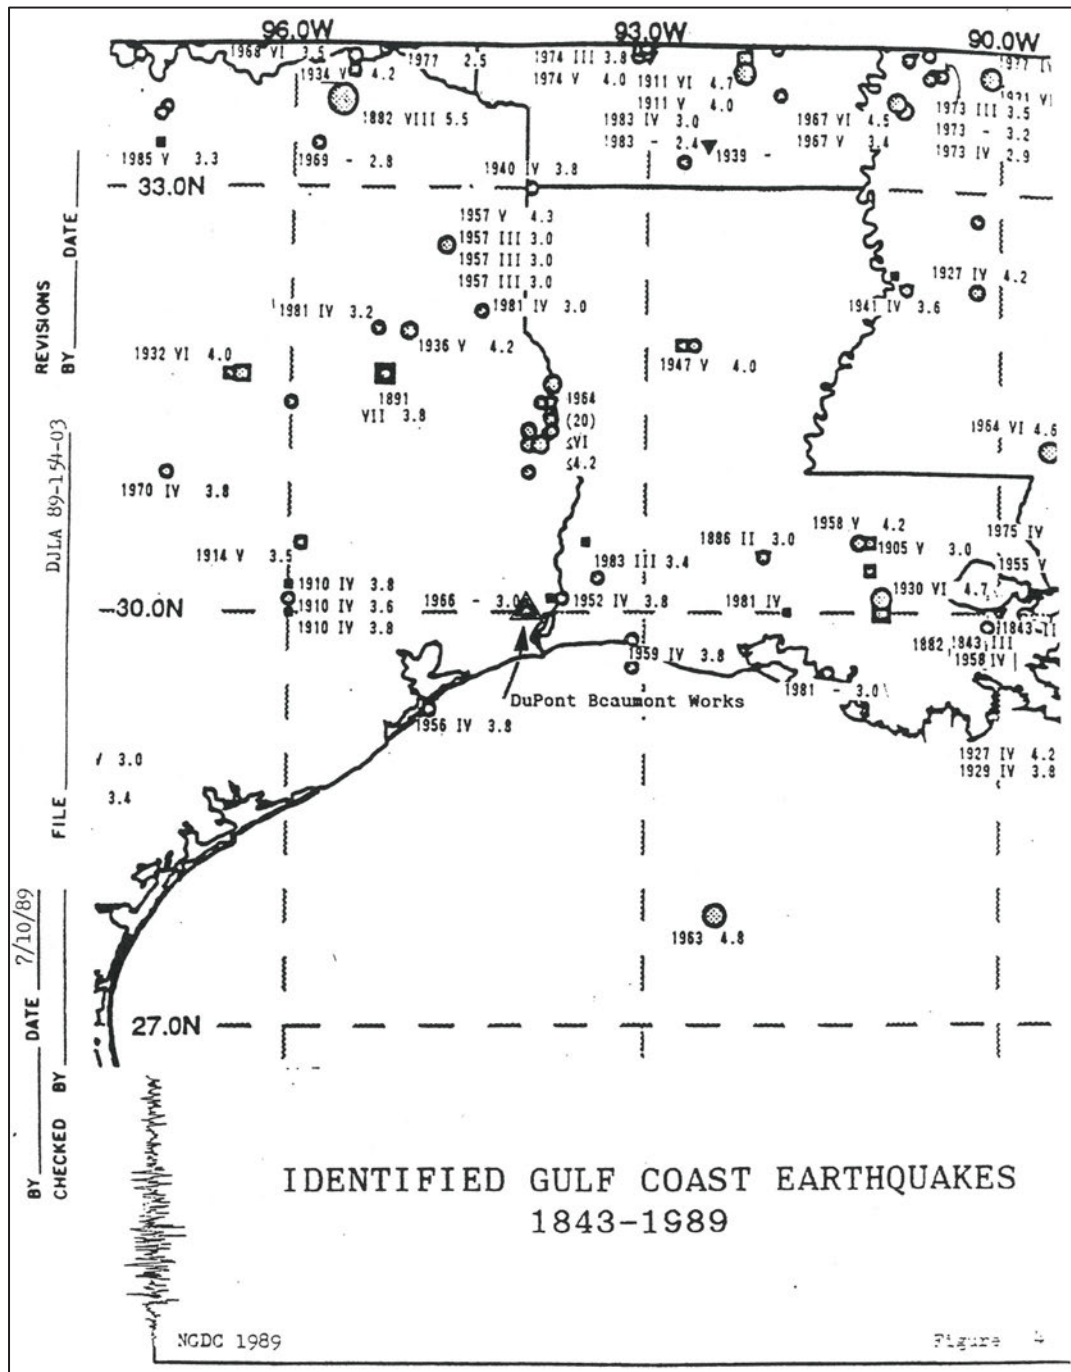 96.0W
93.0W
90.0W
1968 VI 3.5
1977 2.5
1974 III 3.8
1934 V 4.2
1974 V 4.0
1911 VI 4.7
1882 VIII 5.5
1911 V 4.0
1973 III 3.5
1983 IV 3.0
1967 VI 4.5
1973 - 3.2
1985 V 3.3
1969 - 2.8
1983 - 2.4
1939 -
1967 V 3.4
1973 IV 2.9
33.0N
1940 IV 3.8
1957 V 4.3
1957 III 3.0
1957 III 3.0
1957 III 3.0
1927 IV 4.2
1981 IV 3.2
1981 IV 3.0
1941 IV 3.6
1936 V 4.2
1932 VI 4.0
1947 V 4.0
1891
VII 3.8
1964
(20)
≤VI
≤4.2
1964 VI 4.6
1970 IV 3.8
1914 V 3.5
1958 V 4.2
1975 IV
1886 II 3.0
1905 V 3.0
1983 III 3.4
1955 V
1910 IV 3.8
1930 VI 4.7
30.0N
1966 - 3.0
1952 IV 3.8
1981 IV
1910 IV 3.6
1910 IV 3.8
1843 II
1882
1843 III
1958 IV
1959 IV 3.8
1981 - 3.0
DuPont Beaumont Works
1956 IV 3.8
V 3.0
3.4
1927 IV 4.2
1929 IV 3.8
1963 4.8
27.0N
IDENTIFIED GULF COAST EARTHQUAKES
1843-1989
NGDC 1989
Figure 4
REVISIONS
BY DATE
FILE DJLA 89-154-03
BY DATE 7/10/89
CHECKED BY